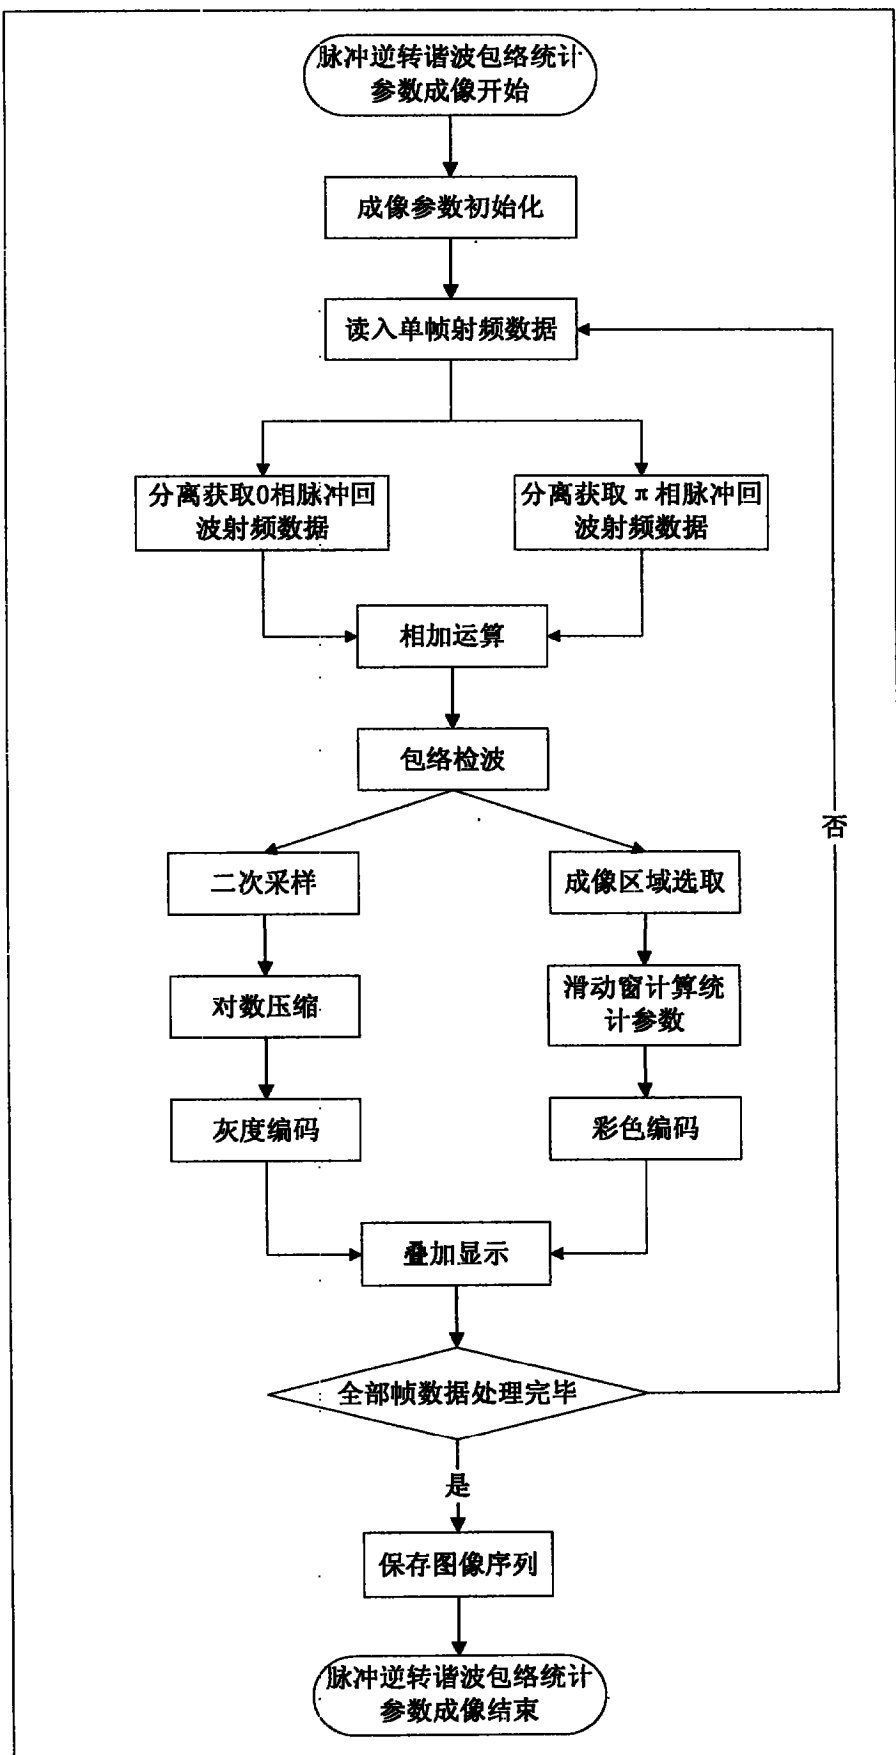 脉冲逆转谐波包络统计
参数成像开始
成像参数初始化
读入单帧射频数据
分离获取0相脉冲回
波射频数据
分离获取π相脉冲回
波射频数据
相加运算
包络检波
否
二次采样
成像区域选取
对数压缩
滑动窗计算统
计参数
灰度编码
彩色编码
叠加显示
全部帧数据处理完毕
是
保存图像序列
脉冲逆转谐波包络统计
参数成像结束